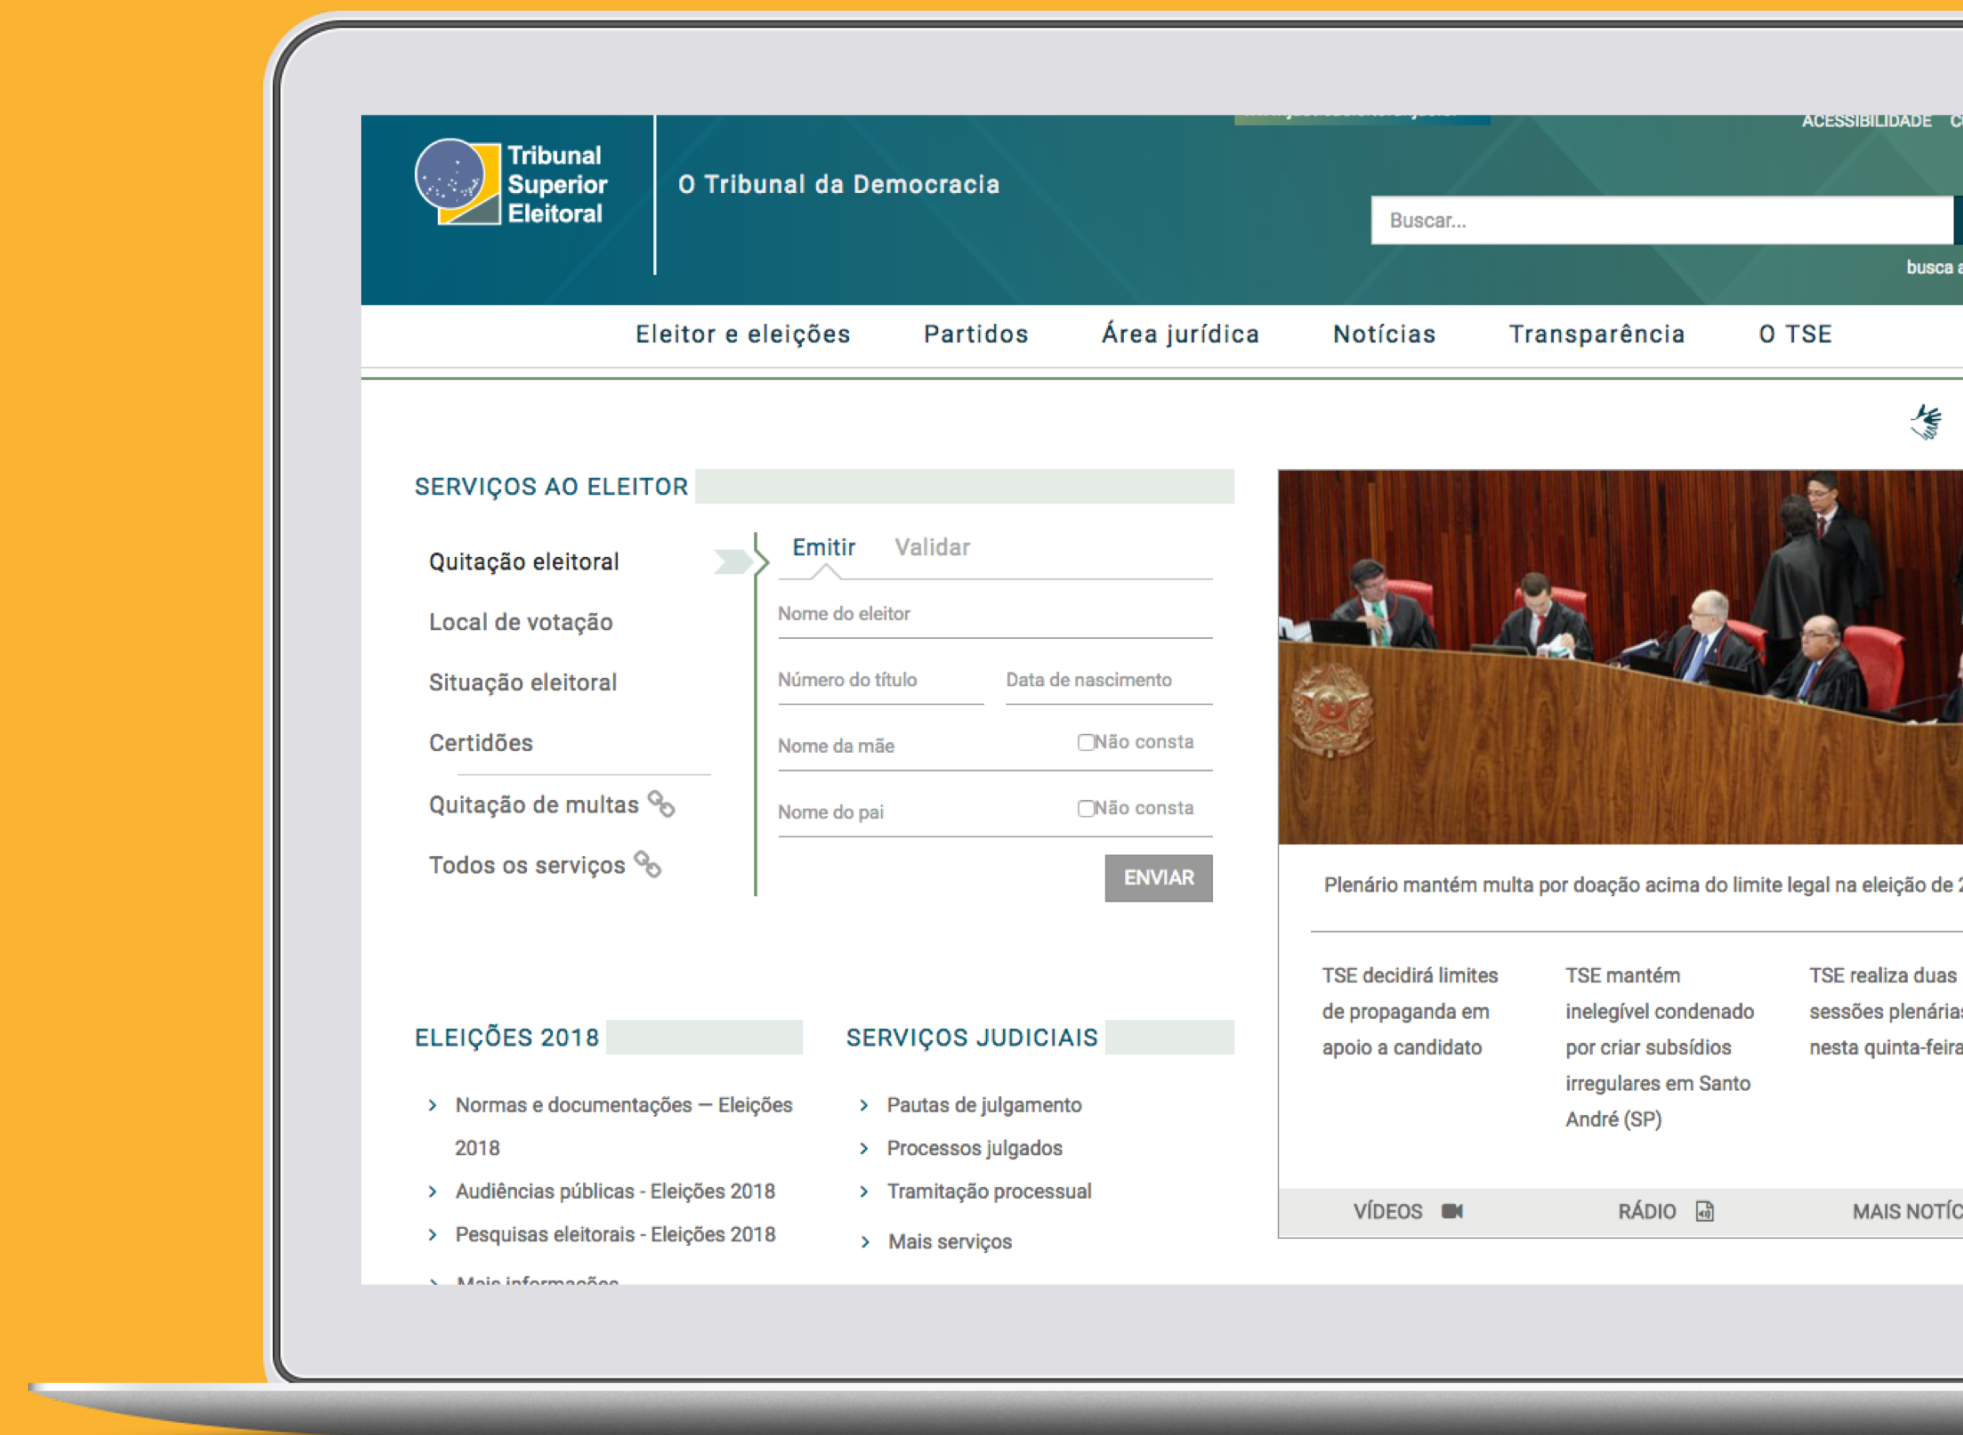 ACESSIBILIDADE
Tribunal
Superior
Eleitoral
O Tribunal da Democracia
Buscar...
busca
Eleitor e eleições Partidos Área jurídica Notícias Transparência O TSE
SERVIÇOS AO ELEITOR
Quitação eleitoral
Local de votação
Situação eleitoral
Certidões
Quitação de multas
Todos os serviços
Emitir Validar
Nome do eleitor
Número do título Data de nascimento
Nome da mãe Não consta
Nome do pai Não consta
ENVIAR
Plenário mantém multa por doação acima do limite legal na eleição de
TSE decidirá limites
de propaganda em
apoio a candidato
TSE mantém
inelegível condenado
por criar subsídios
irregulares em Santo
André (SP)
TSE realiza duas
sessões plenárias
nesta quinta-feira
VÍDEOS RÁDIO MAIS NOTÍC
ELEIÇÕES 2018
Normas e documentações — Eleições
2018
Audiências públicas - Eleições 2018
Pesquisas eleitorais - Eleições 2018
Mais informações
SERVIÇOS JUDICIAIS
Pautas de julgamento
Processos julgados
Tramitação processual
Mais serviços